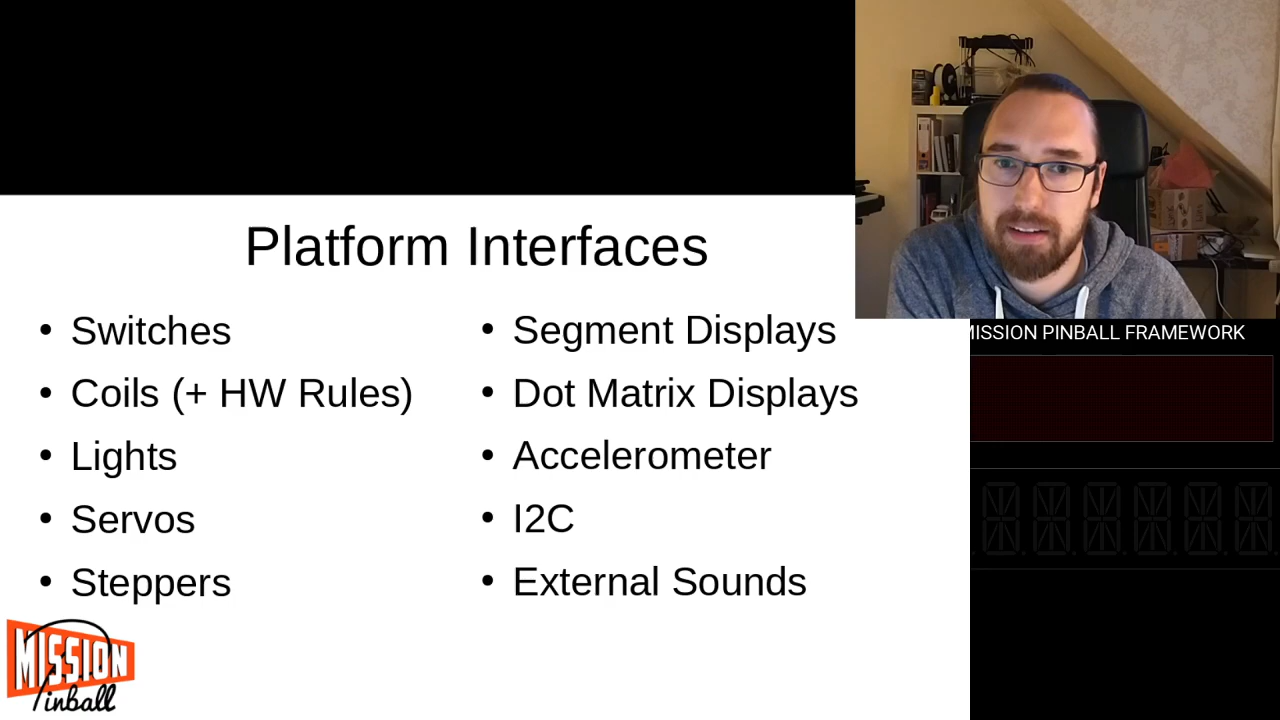 Platform Interfaces
• Switches
• Coils (+ HW Rules)
• Lights
• Servos
• Steppers
• Segment Displays
• Dot Matrix Displays
• Accelerometer
• I2C
• External Sounds
MISSION PINBALL FRAMEWORK
MISSION
Pinball